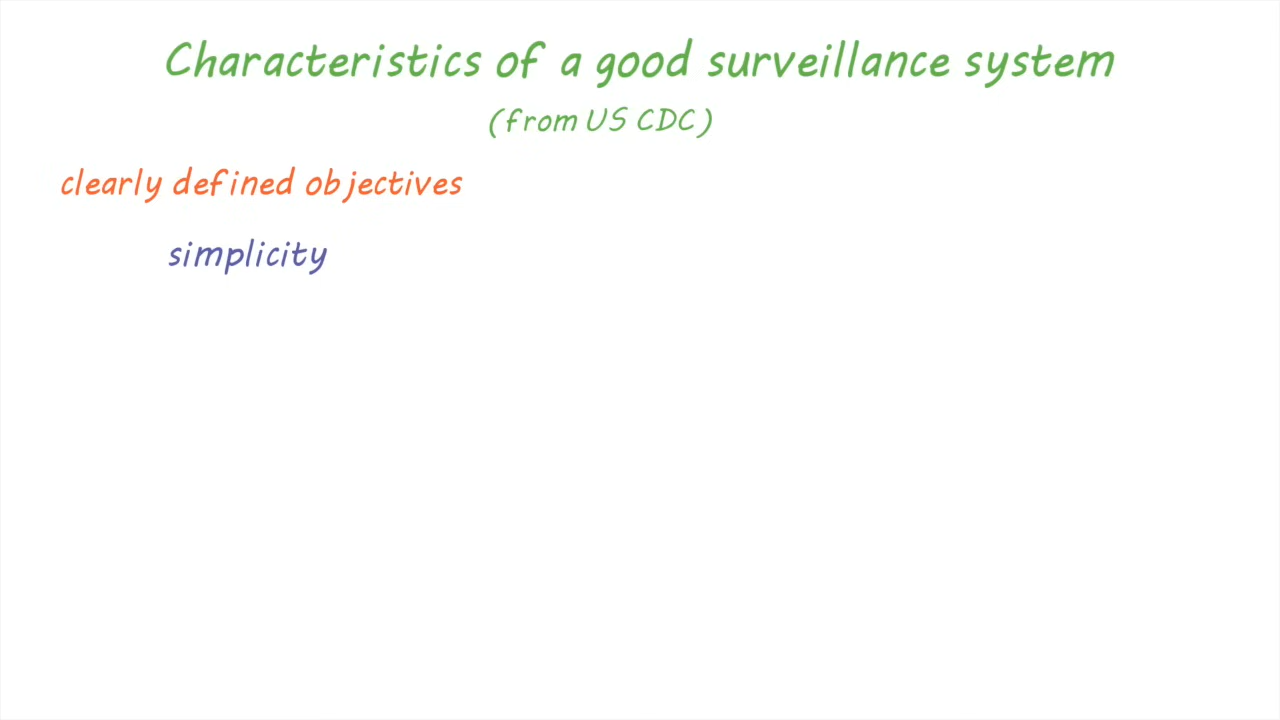 Characteristics of a good surveillance system
(from US CDC)
clearly defined objectives
simplicity